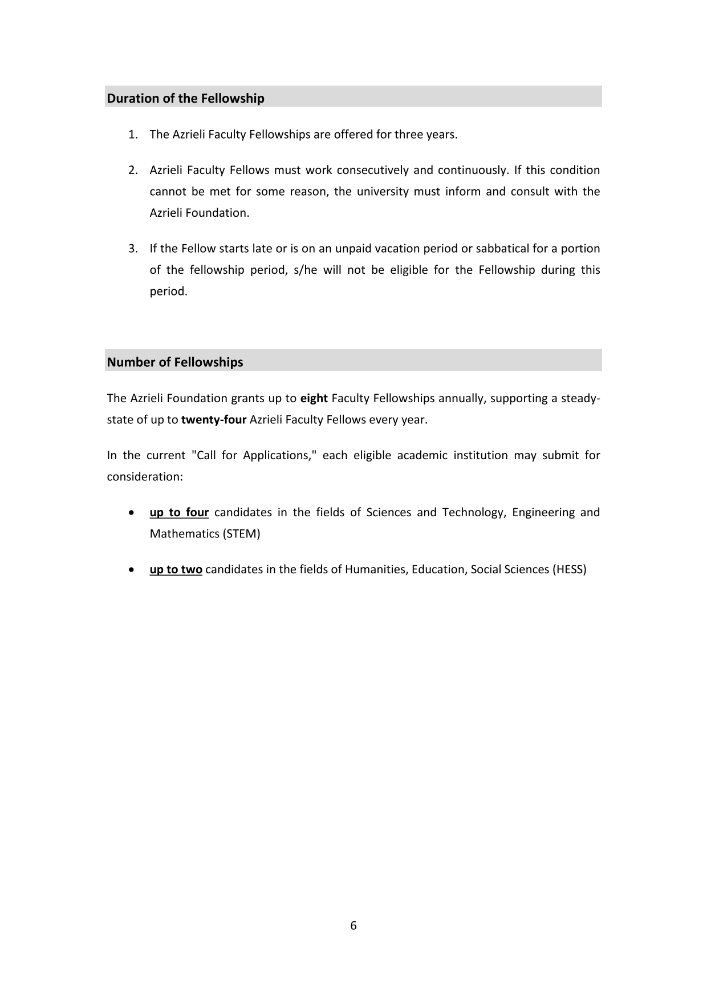 Duration of the Fellowship
1. The Azrieli Faculty Fellowships are offered for three years.
2. Azrieli Faculty Fellows must work consecutively and continuously. If this condition
cannot be met for some reason, the university must inform and consult with the
Azrieli Foundation.
3. If the Fellow starts late or is on an unpaid vacation period or sabbatical for a portion
of the fellowship period, s/he will not be eligible for the Fellowship during this
period.
Number of Fellowships
The Azrieli Foundation grants up to eight Faculty Fellowships annually, supporting a steady-
state of up to twenty-four Azrieli Faculty Fellows every year.
In the current "Call for Applications," each eligible academic institution may submit for
consideration:
• up to four candidates in the fields of Sciences and Technology, Engineering and
Mathematics (STEM)
• up to two candidates in the fields of Humanities, Education, Social Sciences (HESS)
6